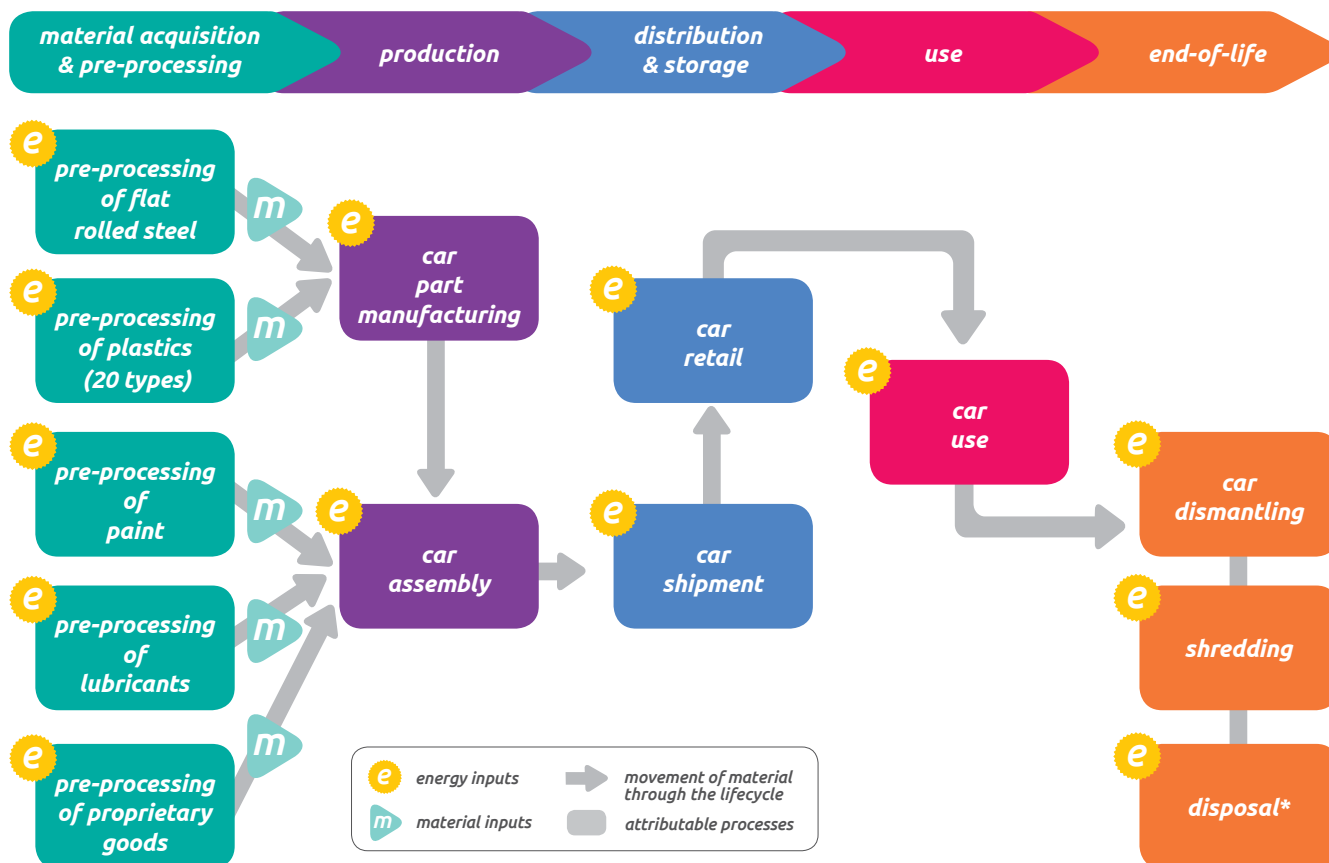 material acquisition
& pre-processing
production
distribution
& storage
use
end-of-life
e
pre-processing
of flat
rolled steel
m
e
pre-processing
of plastics
(20 types)
m
e
pre-processing
of
paint
m
e
pre-processing
of
lubricants
m
e
pre-processing
of proprietary
goods
m
e
car
part
manufacturing
e
car
assembly
e
car
retail
e
car
shipment
e
car
use
e
car
dismantling
e
shredding
e
disposal*
e energy inputs
m material inputs
movement of material
through the lifecycle
attributable processes